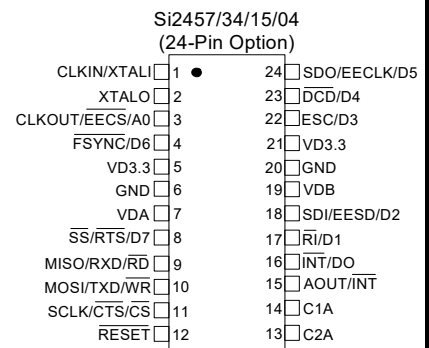 Si2457/34/15/04
(24-Pin Option)
CLKIN/XTALI 1 24 SDO/EECLK/D5
XTALO 2 23 DCD/D4
CLKOUT/EECS/A0 3 22 ESC/D3
FSYNC/D6 4 21 VD3.3
VD3.3 5 20 GND
GND 6 19 VDB
VDA 7 18 SDI/EESD/D2
SS/RTS/D7 8 17 RI/D1
MISO/RXD/RD 9 16 INT/DO
MOSI/TXD/WR 10 15 AOUT/INT
SCLK/CTS/CS 11 14 C1A
RESET 12 13 C2A